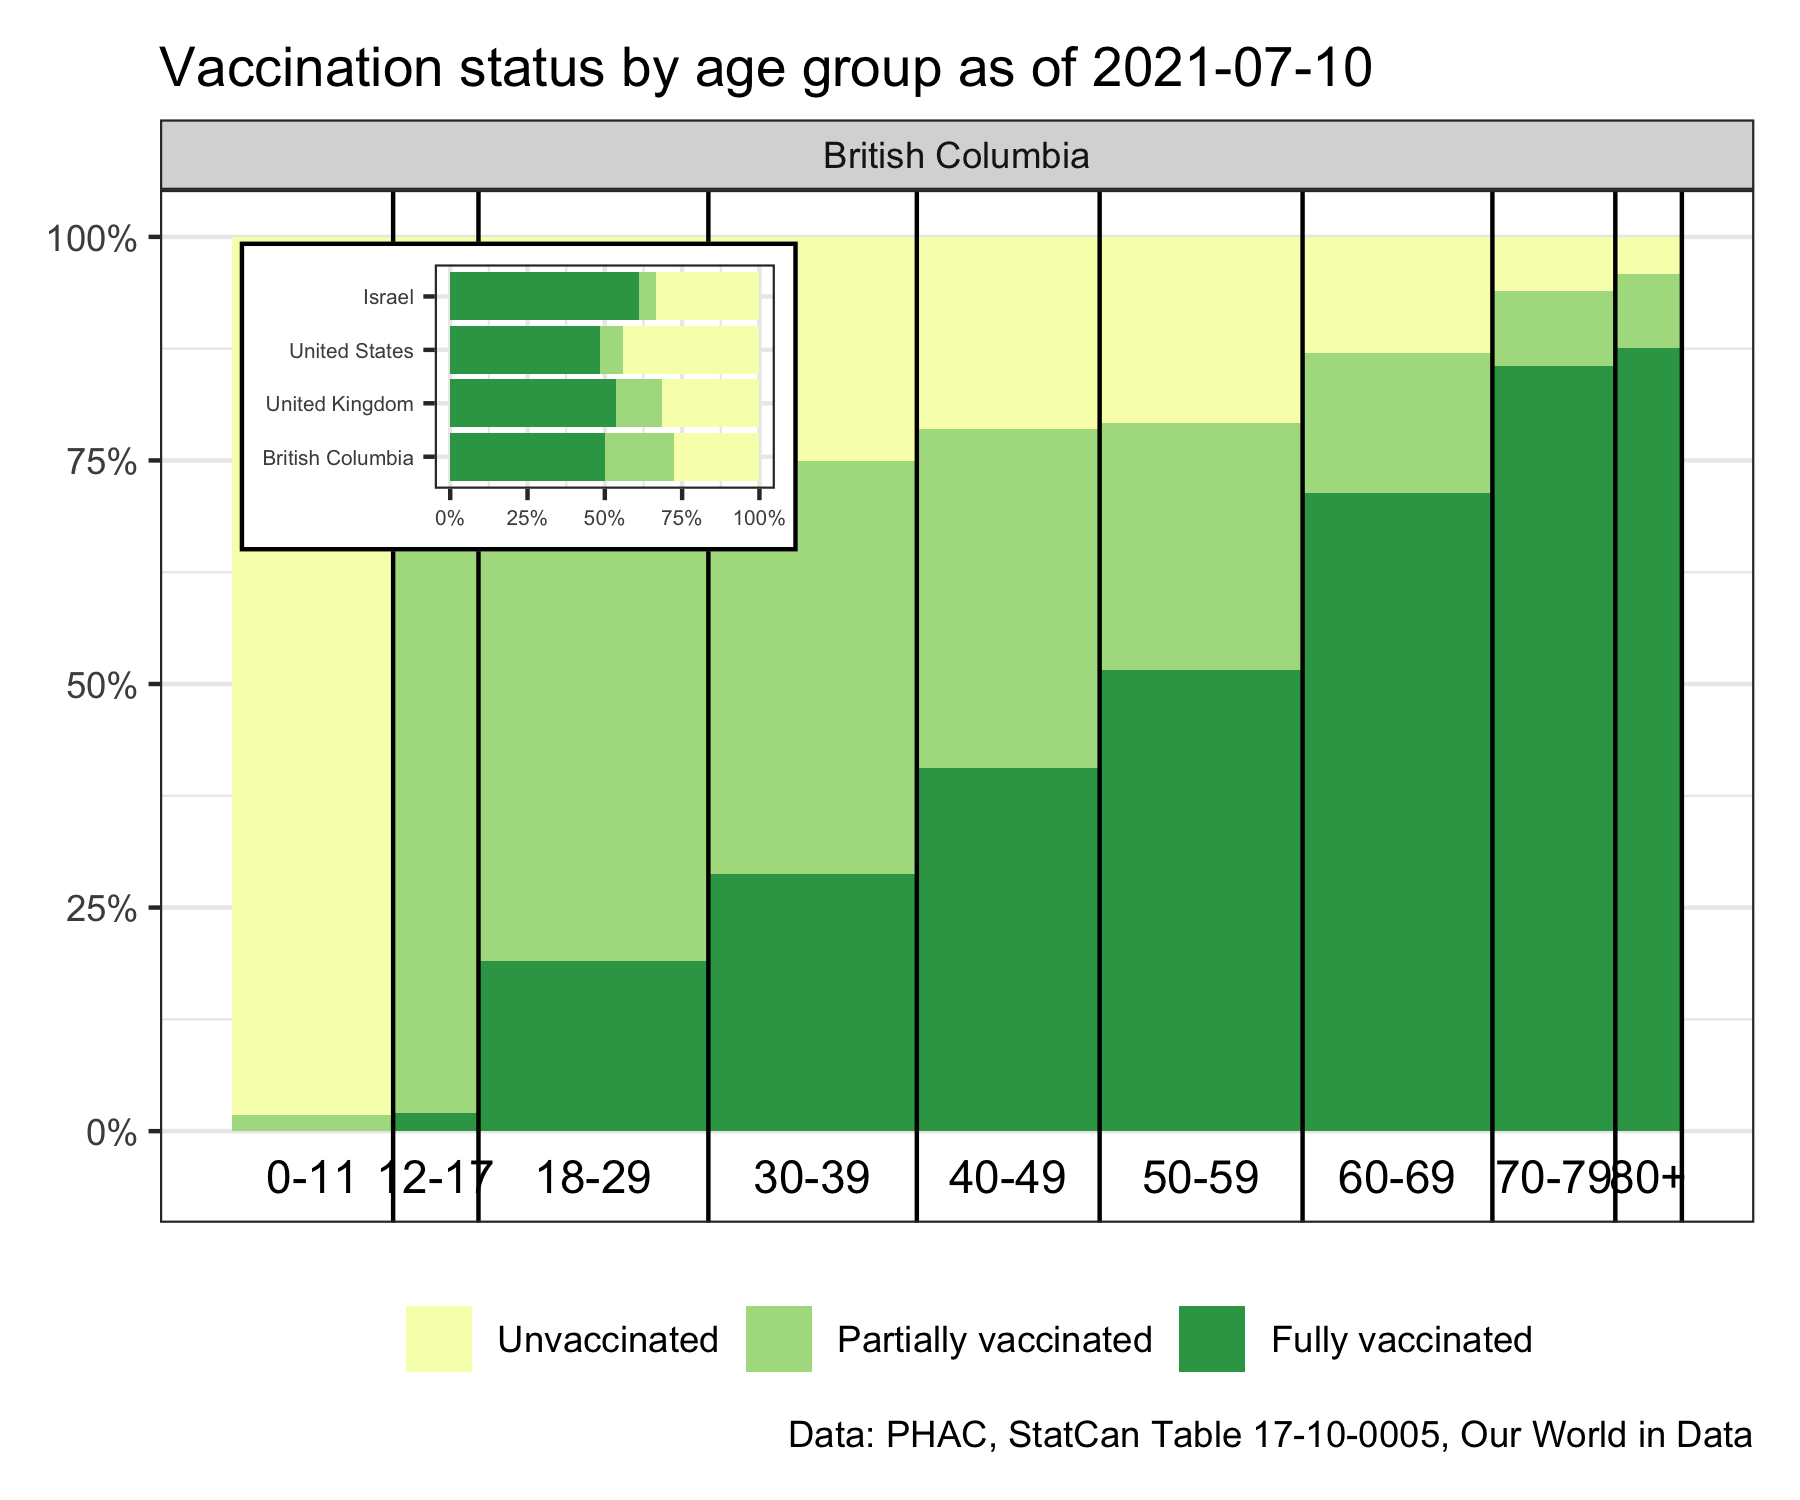 Vaccination status by age group as of 2021-07-10
British Columbia
100%
75%
50%
25%
0%
Israel
United States
United Kingdom
British Columbia
0% 25% 50% 75% 100%
0-11 12-17 18-29 30-39 40-49 50-59 60-69 70-79 80+
Unvaccinated Partially vaccinated Fully vaccinated
Data: PHAC, StatCan Table 17-10-0005, Our World in Data